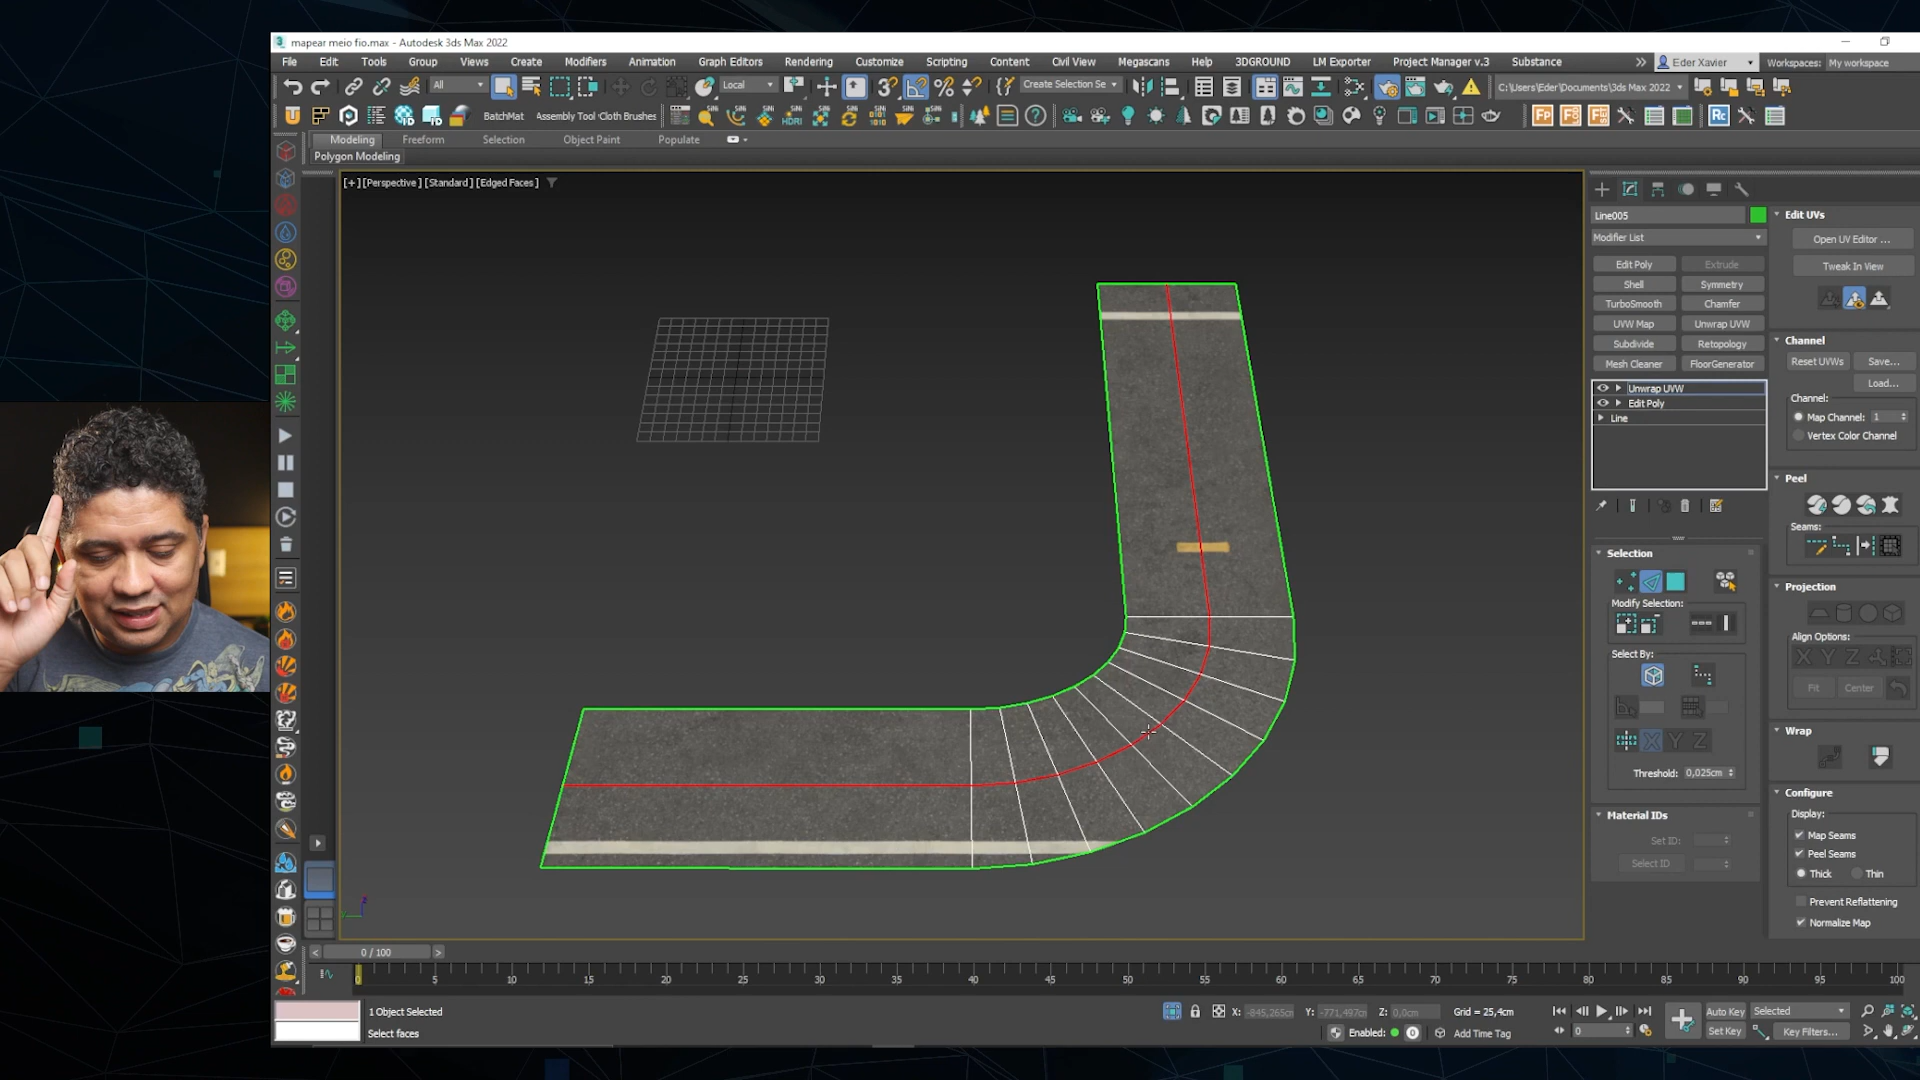 mapear meio fio.max - Autodesk 3ds Max 2022
File Edit Tools Group Views Create Modifiers Animation Graph Editors Rendering Customize Scripting Content Civil View Megascans Help 3DGROUND LM Exporter Project Manager v.3 Substance Eder Xavier Workspaces: My workspace
All Local Create Selection Se C:\Users\Eder\Documents\3ds Max 2022
BatchMat Assembly Tool Cloth Brushes
Modeling Freeform Selection Object Paint Populate
Polygon Modeling
[+] [Perspective] [Standard] [Edged Faces]
Line005
Modifier List
Edit Poly Extrude
Shell Symmetry
TurboSmooth Chamfer
UVW Map Unwrap UVW
Subdivide Retopology
Mesh Cleaner FloorGenerator
Unwrap UVW
Edit Poly
Line
Selection
Modify Selection:
Select By:
X Y Z
Threshold: 0,025cm
Material IDs
Set ID:
Select ID
Edit UVs
Open UV Editor ...
Tweak In View
Channel
Reset UVWs Save...
Load...
Channel:
Map Channel: 1
Vertex Color Channel
Peel
Seams:
Projection
Align Options:
X Y Z
Fit Center
Wrap
Configure
Display:
Map Seams
Peel Seams
Thick Thin
Prevent Reflattening
Normalize Map
< 0 / 100 >
0 5 10 15 20 25 30 35 40 45 50 55 60 65 70 75 80 85 90 95 100
1 Object Selected
Select faces
X: -845,265cm Y: -771,497cm Z: 0,0cm Grid = 25,4cm
Enabled: Add Time Tag
0
Auto Key Selected
Set Key Key Filters...